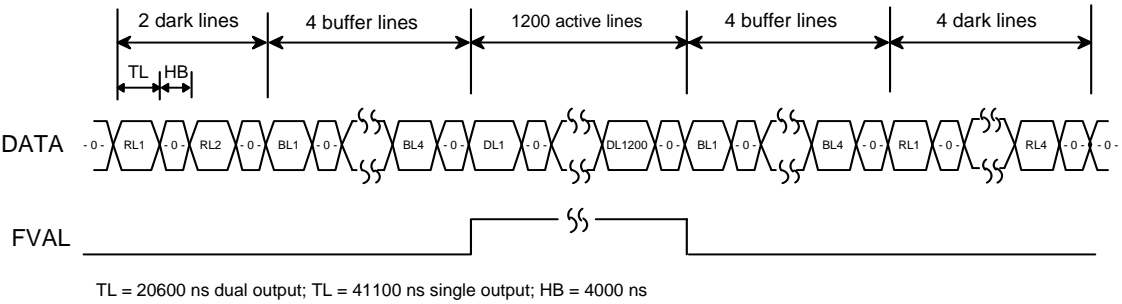 2 dark lines 4 buffer lines 1200 active lines 4 buffer lines 4 dark lines
TL HB
DATA - 0 - RL1 - 0 - RL2 - 0 - BL1 - 0 - BL4 - 0 - DL1 - 0 - DL1200 - 0 - BL1 - 0 - BL4 - 0 - RL1 - 0 - RL4 - 0 - - 0 -
FVAL
TL = 20600 ns dual output; TL = 41100 ns single output; HB = 4000 ns